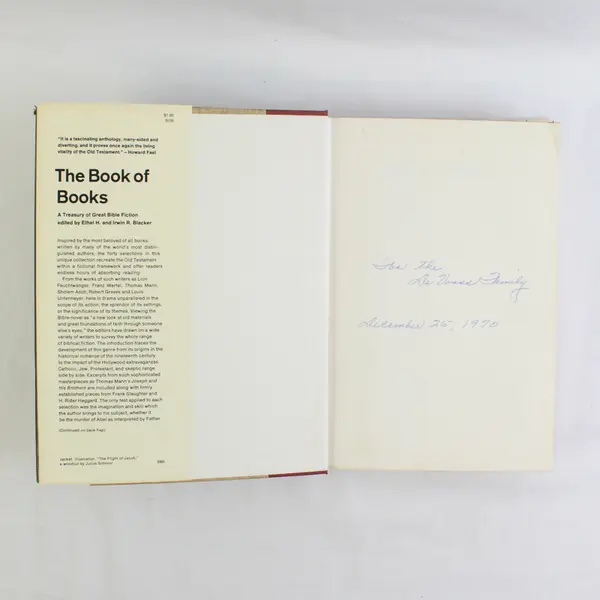 "It is a fascinating anthology, many-sided and
diverting, and it proves once again the living
vitality of the Old Testament." — Howard Fast
The Book of
Books
A Treasury of Great Bible Fiction
edited by Ethel H. and Irwin R. Blacker
Inspired by the most beloved of all books,
written by many of the world's most distin-
guished authors, the forty selections in this
unique collection recreate the Old Testament
within a fictional framework and offer readers
endless hours of absorbing reading.
From the works of such writers as Lion
Feuchtwanger, Franz Werfel, Thomas Mann,
Sholem Asch, Robert Graves and Louis
Untermeyer, here is drama unparalleled in the
scope of its action, the splendor of its settings,
or the significance of its themes. Viewing the
Bible novel as "a new look at old materials
and great foundations of faith through someone
else's eyes," the editors have drawn on a wide
variety of writers to survey the whole range
of biblical fiction. The introduction traces the
development of this genre from its origins in the
historical romance of the nineteenth century
to the impact of the Hollywood extravaganzas.
Catholic, Jew, Protestant, and skeptic range
side by side. Excerpts from such sophisticated
masterpieces as Thomas Mann's Joseph and
His Brothers are included along with firmly
established pieces from Frank Slaughter and
H. Rider Haggard. The only test applied to each
selection was the imagination and skill which
the author brings to his subject, whether it
be the murder of Abel as interpreted by Father
(Continued on back flap)
Jacket illustration, "The Flight of Jacob,"
For the
Family
December 25, 1970